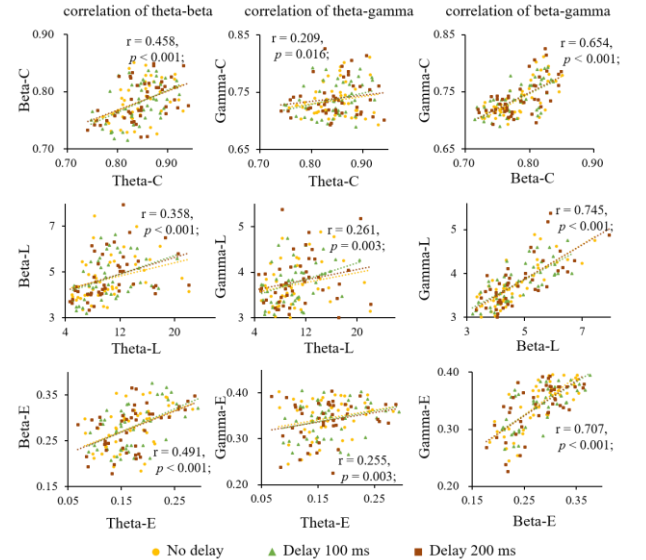 correlation of theta-beta
correlation of theta-gamma
correlation of beta-gamma
0.90
0.80
0.70
0.70
0.80
0.90
Beta-C
Theta-C
r = 0.458,
p < 0.001;
0.85
0.75
0.65
0.70
0.80
0.90
Gamma-C
Theta-C
r = 0.209,
p = 0.016;
0.85
0.75
0.65
0.70
0.80
0.90
Gamma-C
Beta-C
r = 0.654,
p < 0.001;
7
5
3
4
12
20
Beta-L
Theta-L
r = 0.358,
p < 0.001;
5
4
3
4
12
20
Gamma-L
Theta-L
r = 0.261,
p = 0.003;
5
4
3
3
5
7
Gamma-L
Beta-L
r = 0.745,
p < 0.001;
0.35
0.25
0.15
0.05
0.15
0.25
Beta-E
Theta-E
r = 0.491,
p < 0.001;
0.40
0.30
0.20
0.05
0.15
0.25
Gamma-E
Theta-E
r = 0.255,
p = 0.003;
0.40
0.30
0.20
0.15
0.25
0.35
Gamma-E
Beta-E
r = 0.707,
p < 0.001;
No delay
Delay 100 ms
Delay 200 ms